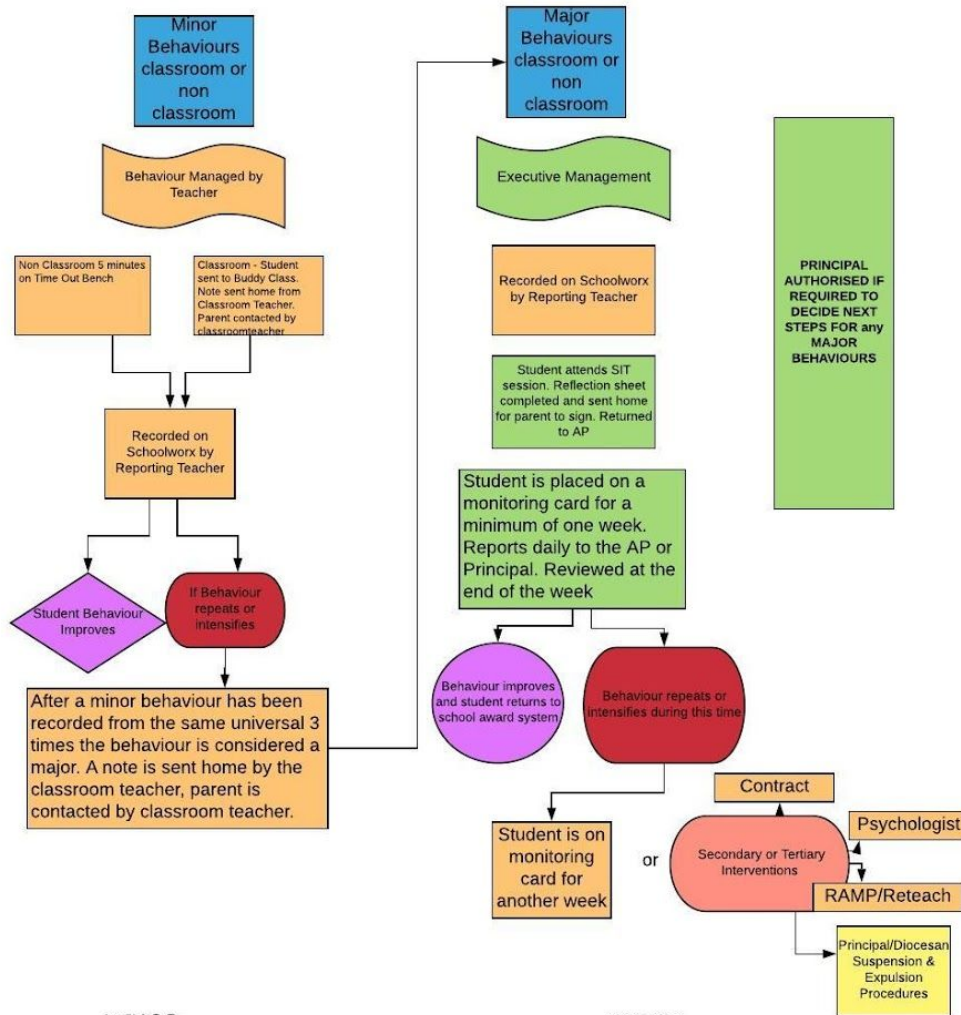 Minor
Behaviours
classroom or
non
classroom
Behaviour Managed by
Teacher
Non Classroom 5 minutes
on Time Out Bench
Classroom - Student
sent to Buddy Class.
Note sent home from
Classroom Teacher.
Parent contacted by
classroomteacher
Recorded on
Schoolworx by
Reporting Teacher
Student Behaviour
Improves
If Behaviour
repeats or
intensifies
After a minor behaviour has been
recorded from the same universal 3
times the behaviour is considered a
major. A note is sent home by the
classroom teacher, parent is
contacted by classroom teacher.
Major
Behaviours
classroom or
non
classroom
Executive Management
Recorded on Schoolworx
by Reporting Teacher
Student attends SIT
session. Reflection sheet
completed and sent home
for parent to sign. Returned
to AP
Student is placed on a
monitoring card for a
minimum of one week.
Reports daily to the AP or
Principal. Reviewed at the
end of the week
Behaviour improves
and student returns to
school award system
Behaviour repeats or
intensifies during this time
Student is on
monitoring
card for
another week
or
Secondary or Tertiary
Interventions
Contract
Psychologist
RAMP/Reteach
Principal/Diocesan
Suspension &
Expulsion
Procedures
PRINCIPAL
AUTHORISED IF
REQUIRED TO
DECIDE NEXT
STEPS FOR any
MAJOR
BEHAVIOURS